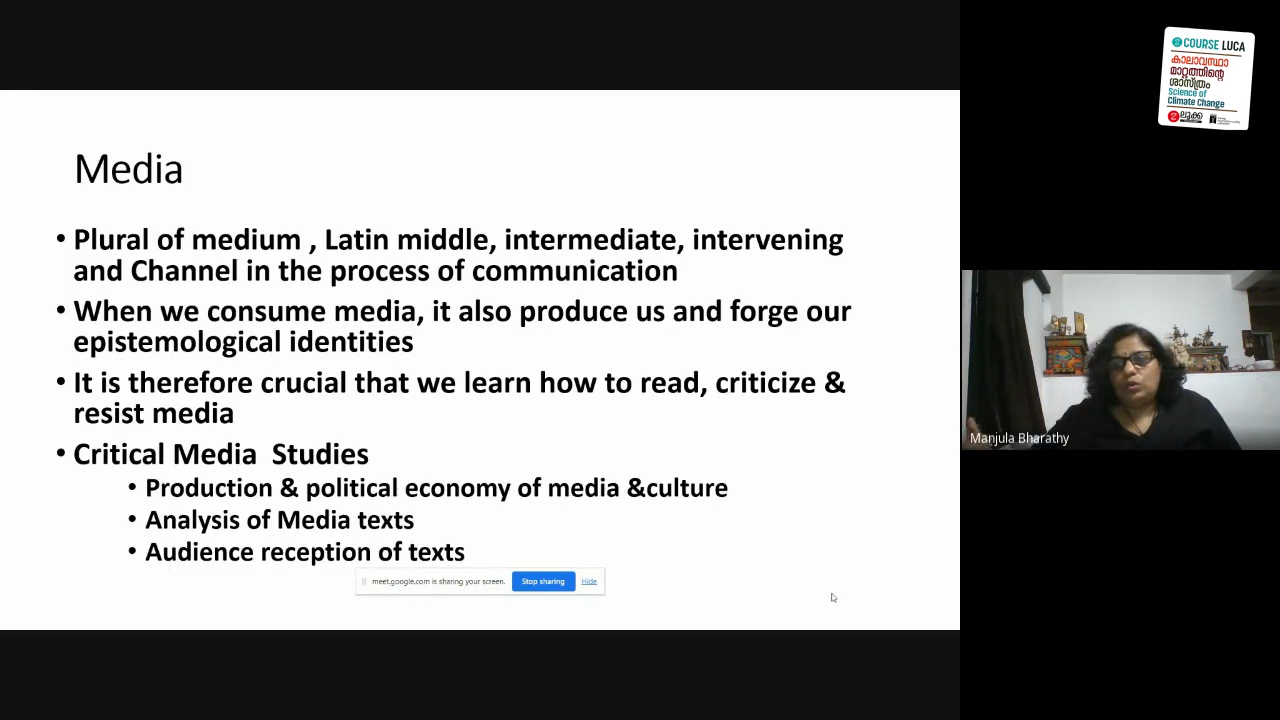 Media
• Plural of medium , Latin middle, intermediate, intervening
and Channel in the process of communication
• When we consume media, it also produce us and forge our
epistemological identities
• It is therefore crucial that we learn how to read, criticize &
resist media
• Critical Media  Studies
• Production & political economy of media &culture
• Analysis of Media texts
• Audience reception of texts
meet.google.com is sharing your screen. Stop sharing Hide
COURSE LUCA
കാലാവസ്ഥാ
മാറ്റത്തിന്റെ
ശാസ്ത്രം
Science of
Climate Change
ലൂക്ക
Manjula Bharathy